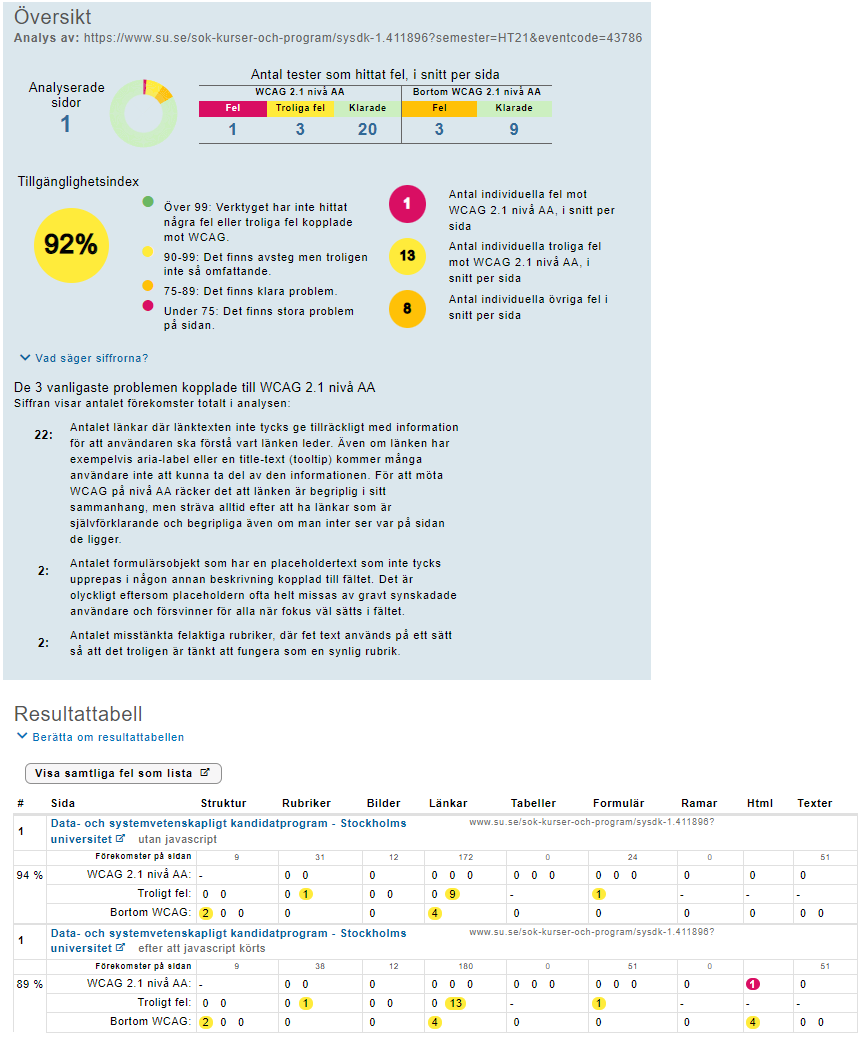 Översikt
Analys av: https://www.su.se/sok-kurser-och-program/sysdk-1.411896?semester=HT21&eventcode=43786
Analyserade
sidor
1
Antal tester som hittat fel, i snitt per sida
WCAG 2.1 nivå AA Bortom WCAG 2.1 nivå AA
Fel Troliga fel Klarade Fel Klarade
1 3 20 3 9
Tillgänglighetsindex
92%
Över 99: Verktyget har inte hittat
några fel eller troliga fel kopplade
mot WCAG.
90-99: Det finns avsteg men troligen
inte så omfattande.
75-89: Det finns klara problem.
Under 75: Det finns stora problem
på sidan.
1
Antal individuella fel mot
WCAG 2.1 nivå AA, i snitt per
sida
13
Antal individuella troliga fel
mot WCAG 2.1 nivå AA, i
snitt per sida
8
Antal individuella övriga fel i
snitt per sida
Vad säger siffrorna?
De 3 vanligaste problemen kopplade till WCAG 2.1 nivå AA
Siffran visar antalet förekomster totalt i analysen:
22: Antalet länkar där länktexten inte tycks ge tillräckligt med information
för att användaren ska förstå vart länken leder. Även om länken har
exempelvis aria-label eller en title-text (tooltip) kommer många
användare inte att kunna ta del av den informationen. För att möta
WCAG på nivå AA räcker det att länken är begriplig i sitt
sammanhang, men sträva alltid efter att ha länkar som är
självförklarande och begripliga även om man inter ser var på sidan
de ligger.
2: Antalet formulärsobjekt som har en placeholdertext som inte tycks
upprepas i någon annan beskrivning kopplad till fältet. Det är
olyckligt eftersom placeholdern ofta helt missas av gravt synskadade
användare och försvinner för alla när fokus väl sätts i fältet.
2: Antalet misstänkta felaktiga rubriker, där fet text används på ett sätt
så att det troligen är tänkt att fungera som en synlig rubrik.
Resultattabell
Berätta om resultattabellen
Visa samtliga fel som lista
# Sida Struktur Rubriker Bilder Länkar Tabeller Formulär Ramar Html Texter
1 Data- och systemvetenskapligt kandidatprogram - Stockholms www.su.se/sok-kurser-och-program/sysdk-1.411896?
universitet utan javascript
Förekomster på sidan 9 31 12 172 0 24 0 51
94 % WCAG 2.1 nivå AA: - 0 0 0 0 0 0 0 0 0 0 0 0 0 0 0
Troligt fel: 0 0 0 1 0 0 0 9 - 1 - - -
Bortom WCAG: 2 0 0 0 0 4 0 0 0 0 0 0
1 Data- och systemvetenskapligt kandidatprogram - Stockholms www.su.se/sok-kurser-och-program/sysdk-1.411896?
universitet efter att javascript körts
Förekomster på sidan 9 38 12 180 0 51 0 51
89 % WCAG 2.1 nivå AA: - 0 0 0 0 0 0 0 0 0 0 0 0 0 1 0
Troligt fel: 0 0 0 1 0 0 0 13 - 1 - - -
Bortom WCAG: 2 0 0 0 0 4 0 0 0 4 0 0